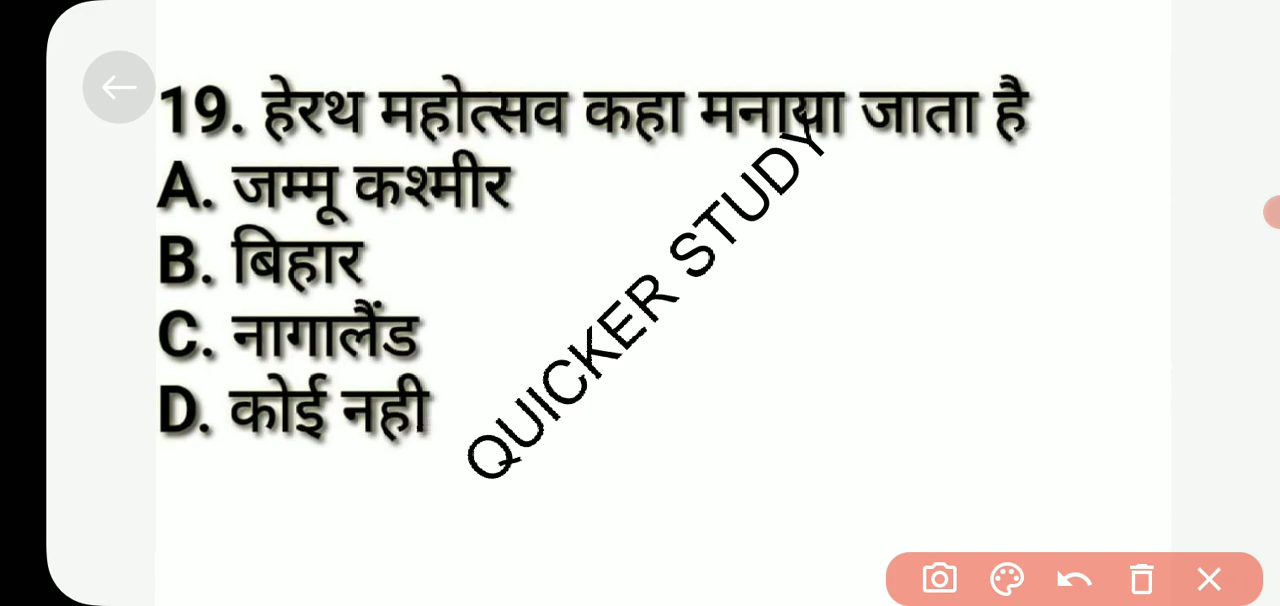 19. हेरथ महोत्सव कहा मनाया जाता है
A. जम्मू कश्मीर
B. बिहार
C. नागालैंड
D. कोई नही
QUICKER STUDY